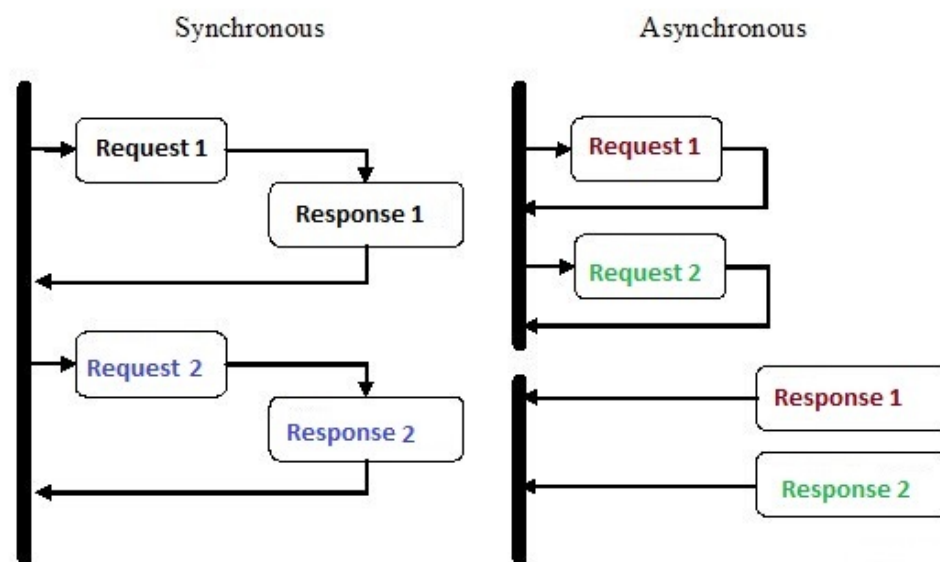 Synchronous
Asynchronous
Request 1
Response 1
Request 2
Response 2
Request 1
Request 2
Response 1
Response 2